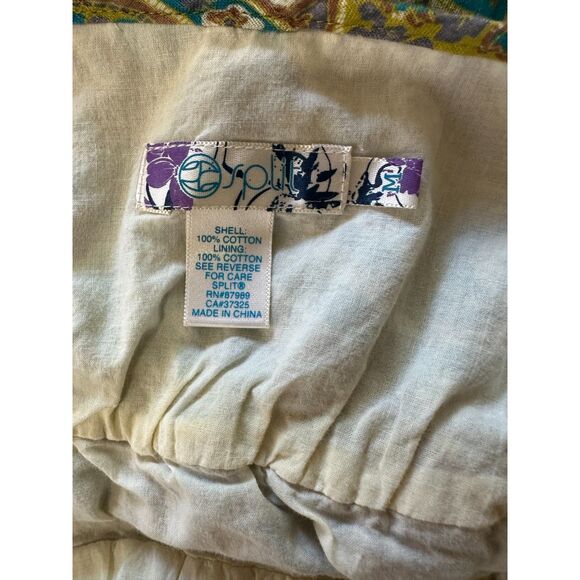 split
M
SHELL:
100% COTTON
LINING:
100% COTTON
SEE REVERSE
FOR CARE
SPLIT®
RN#87989
CA#37325
MADE IN CHINA